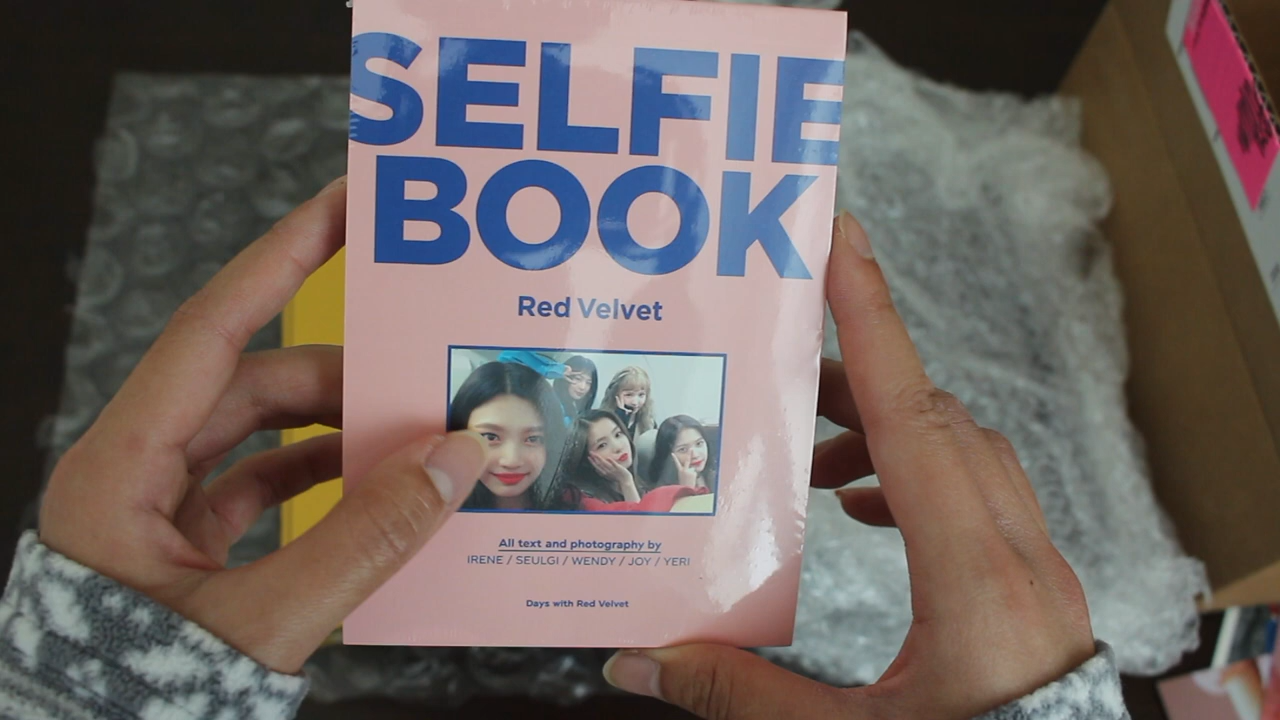 SELFIE
BOOK
Red Velvet
All text and photography by
IRENE / SEULGI / WENDY / JOY / YERI
Days with Red Velvet